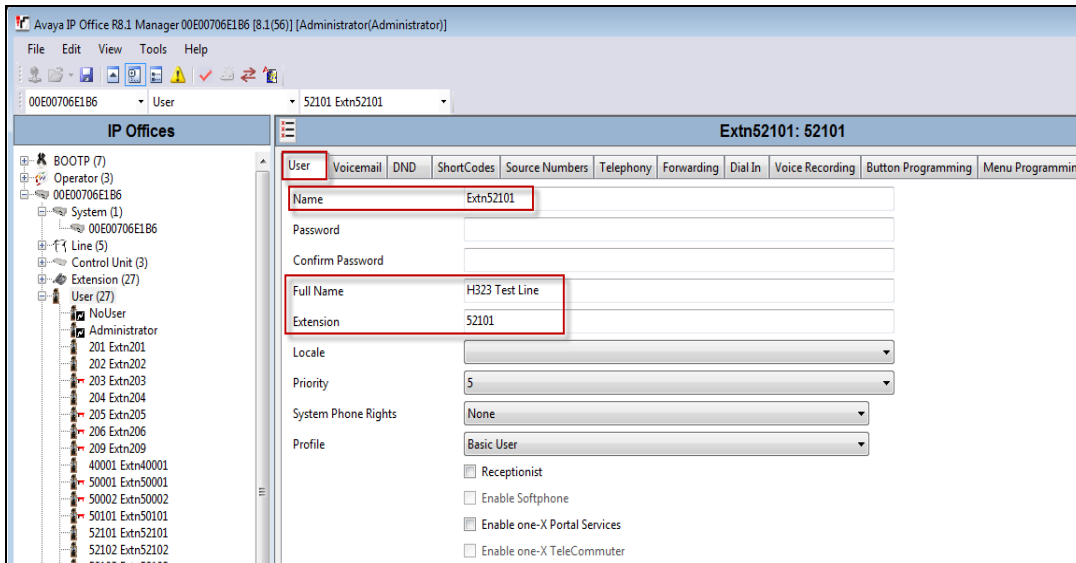 Avaya IP Office R8.1 Manager 00E00706E1B6 [8.1(56)] [Administrator(Administrator)]
File Edit View Tools Help
00E00706E1B6 User 52101 Extn52101
IP Offices
Extn52101: 52101
BOOTP (7)
Operator (3)
00E00706E1B6
System (1)
00E00706E1B6
Line (5)
Control Unit (3)
Extension (27)
User (27)
NoUser
Administrator
201 Extn201
202 Extn202
203 Extn203
204 Extn204
205 Extn205
206 Extn206
209 Extn209
40001 Extn40001
50001 Extn50001
50002 Extn50002
50101 Extn50101
52101 Extn52101
52102 Extn52102
User Voicemail DND ShortCodes Source Numbers Telephony Forwarding Dial In Voice Recording Button Programming Menu Programmin
Name Extn52101
Password
Confirm Password
Full Name H323 Test Line
Extension 52101
Locale
Priority 5
System Phone Rights None
Profile Basic User
Receptionist
Enable Softphone
Enable one-X Portal Services
Enable one-X TeleCommuter